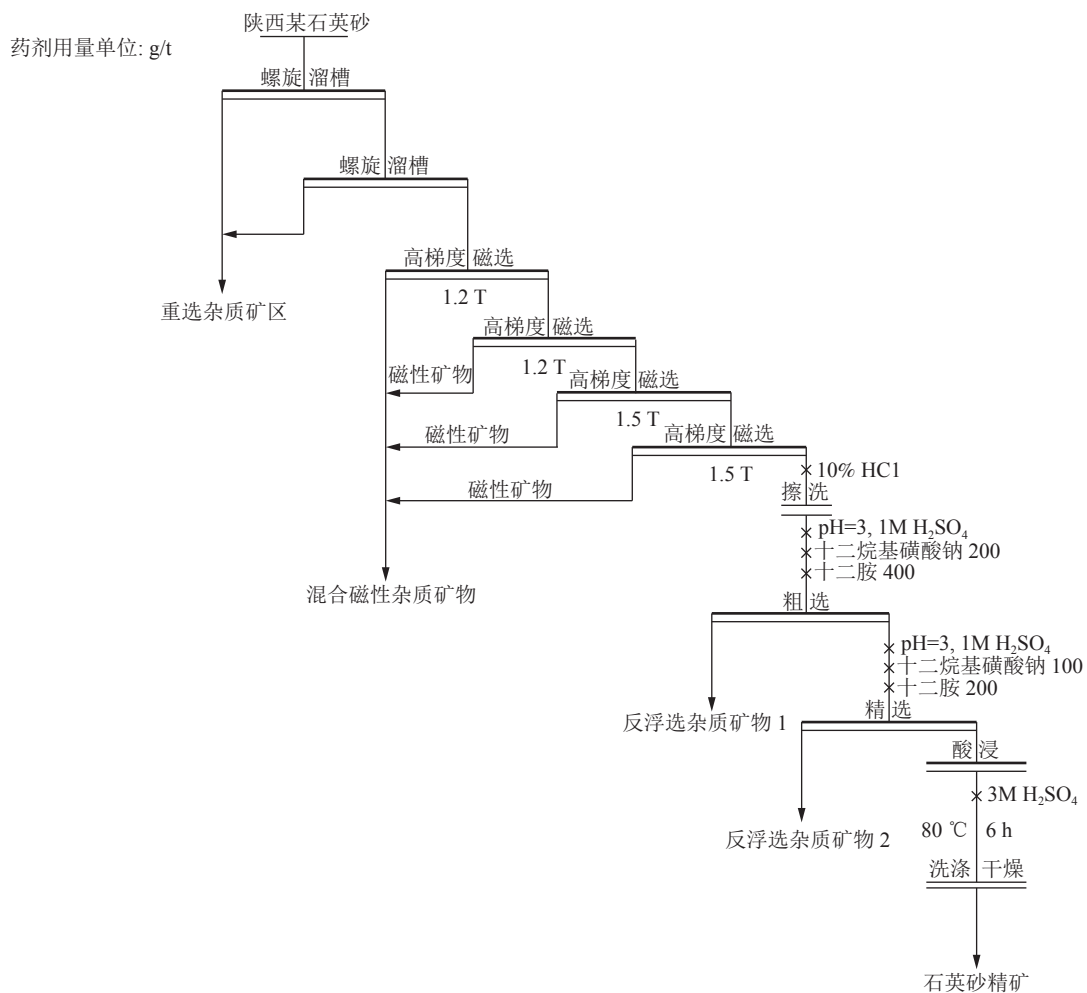 陕西某石英砂
药剂用量单位: g/t
螺旋溜槽
螺旋溜槽
高梯度磁选
1.2 T
重选杂质矿区
高梯度磁选
1.2 T
磁性矿物
高梯度磁选
1.5 T
磁性矿物
高梯度磁选
1.5 T
10% HC1
磁性矿物
擦洗
pH=3, 1M H₂SO₄
十二烷基磺酸钠 200
十二胺 400
混合磁性杂质矿物
粗选
pH=3, 1M H₂SO₄
十二烷基磺酸钠 100
十二胺 200
精选
反浮选杂质矿物 1
酸浸
3M H₂SO₄
80 ℃ 6 h
反浮选杂质矿物 2
洗涤干燥
石英砂精矿